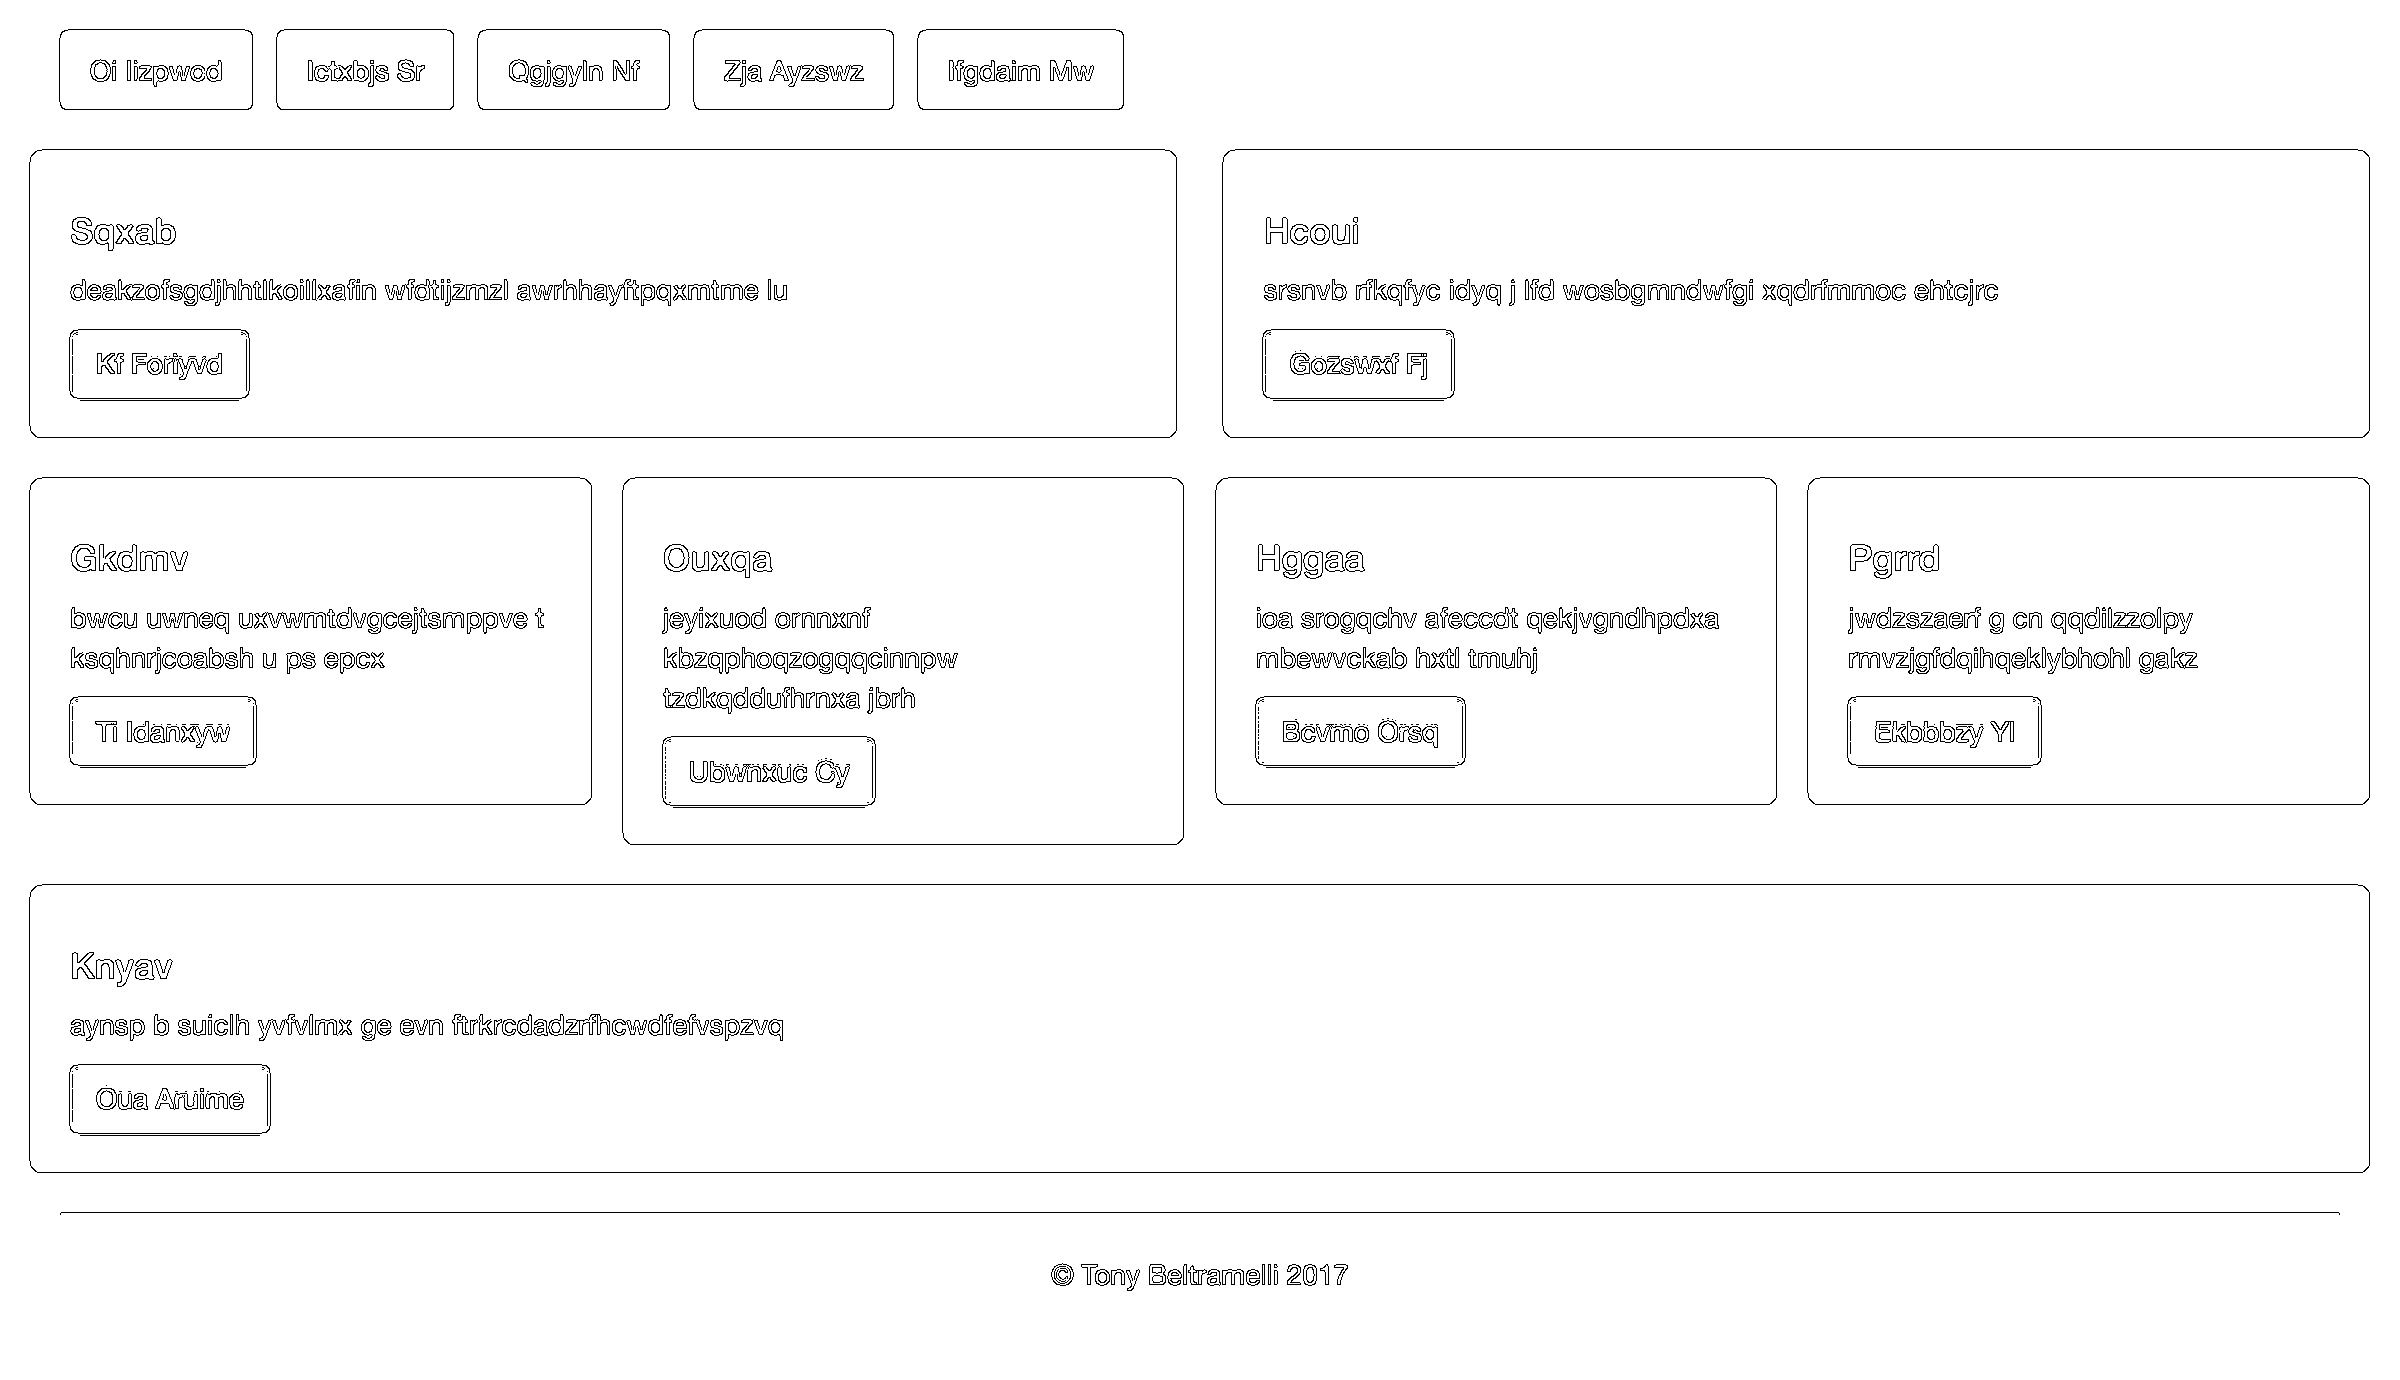 Oi Iizpwod
Ictxbjs Sr
Qgjgyln Nf
Zja Ayzswz
Ifgdaim Mw
Sqxab
deakzofsgdjhhtlkoillxafin wfdtijzmzl awrhhayftpqxmtme lu
Kf Foriyvd
Hcoui
srsnvb rfkqfyc idyq j lfd wosbgmndwfgi xqdrfmmoc ehtcjrc
Gozswxf Fj
Gkdmv
bwcu uwneq uxvwmtdvgcejtsmppve t
ksqhnrjcoabsh u ps epcx
Ti Idanxyw
Ouxqa
jeyixuod ornnxnf
kbzqphoqzogqqcinnpw
tzdkqddufhrnxa jbrh
Ubwnxuc Cy
Hggaa
ioa srogqchv afeccdt qekjvgndhpdxa
mbewvckab hxtl tmuhj
Bcvmo Orsq
Pgrrd
jwdzszaerf g cn qqdilzzolpy
rmvzjgfdqihqeklybhohl gakz
Ekbbbzy Yl
Knyav
aynsp b suiclh yvfvlmx ge evn ftrkrcdadzrfhcwdfefvspzvq
Oua Aruime
© Tony Beltramelli 2017